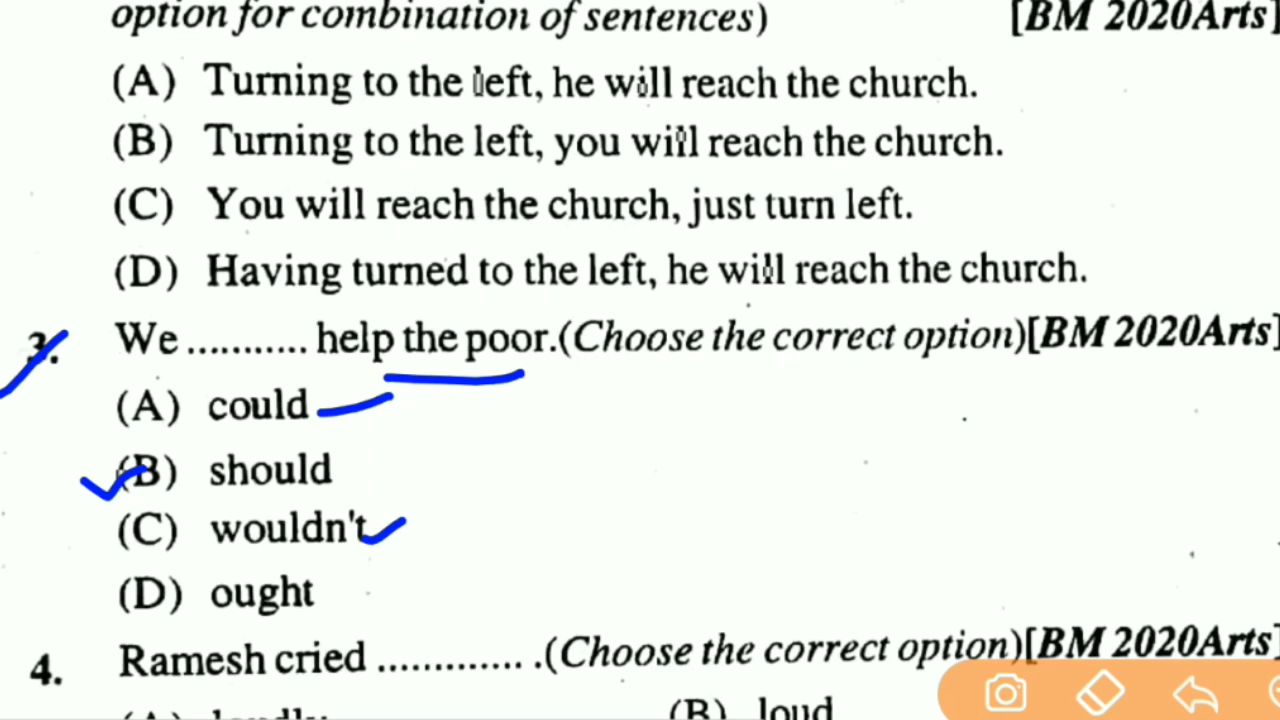 option for combination of sentences) [BM 2020Arts]
(A) Turning to the left, he will reach the church.
(B) Turning to the left, you will reach the church.
(C) You will reach the church, just turn left.
(D) Having turned to the left, he will reach the church.
3. We ........... help the poor.(Choose the correct option)[BM 2020Arts]
(A) could
(B) should
(C) wouldn't
(D) ought
4. Ramesh cried ............. .(Choose the correct option)[BM 2020Arts]
(A) loudly (B) loud